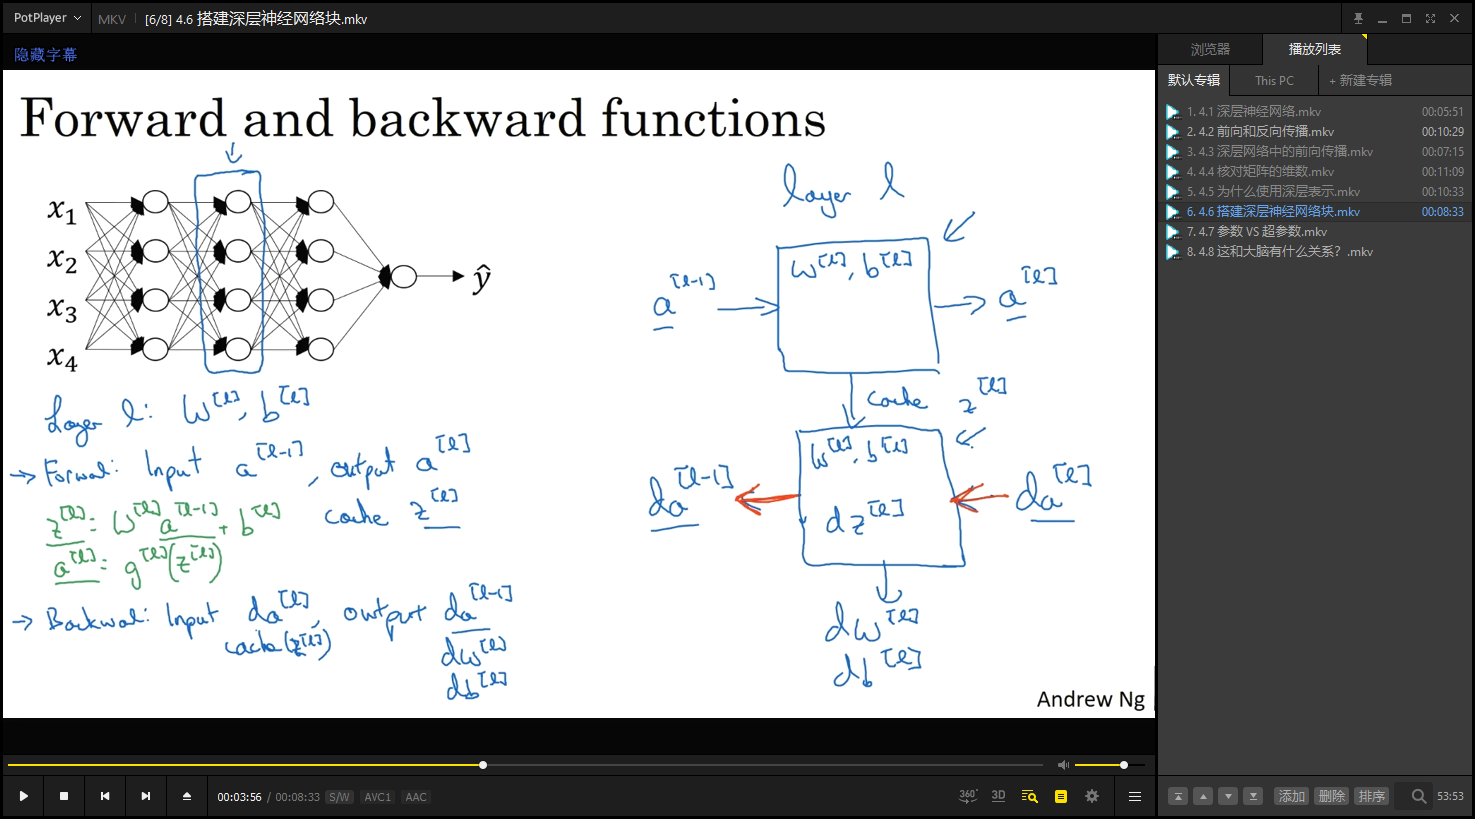 PotPlayer MKV [6/8] 4.6 搭建深层神经网络块.mkv
隐藏字幕
Forward and backward functions
x₁
x₂
x₃
x₄
ŷ
Layer l: W^[l], b^[l]
→ Forward: Input a^[l-1], output a^[l]
z^[l] = W^[l] a^[l-1] + b^[l] cache z^[l]
a^[l] = g^[l](z^[l])
→ Backward: Input da^[l], output da^[l-1]
cache (z^[l])
dW^[l]
db^[l]
layer l
W^[l], b^[l]
a^[l-1]
a^[l]
cache z^[l]
W^[l], b^[l]
da^[l-1]
dz^[l]
da^[l]
dW^[l]
db^[l]
Andrew Ng
00:03:56 / 00:08:33 S/W AVC1 AAC
360° 3D
浏览器 播放列表
默认专辑 This PC + 新建专辑
1. 4.1 深层神经网络.mkv 00:05:51
2. 4.2 前向和反向传播.mkv 00:10:29
3. 4.3 深层网络中的前向传播.mkv 00:07:15
4. 4.4 核对矩阵的维数.mkv 00:11:09
5. 4.5 为什么使用深层表示.mkv 00:10:33
6. 4.6 搭建深层神经网络块.mkv 00:08:33
7. 4.7 参数 VS 超参数.mkv
8. 4.8 这和大脑有什么关系？.mkv
添加 删除 排序 53:53